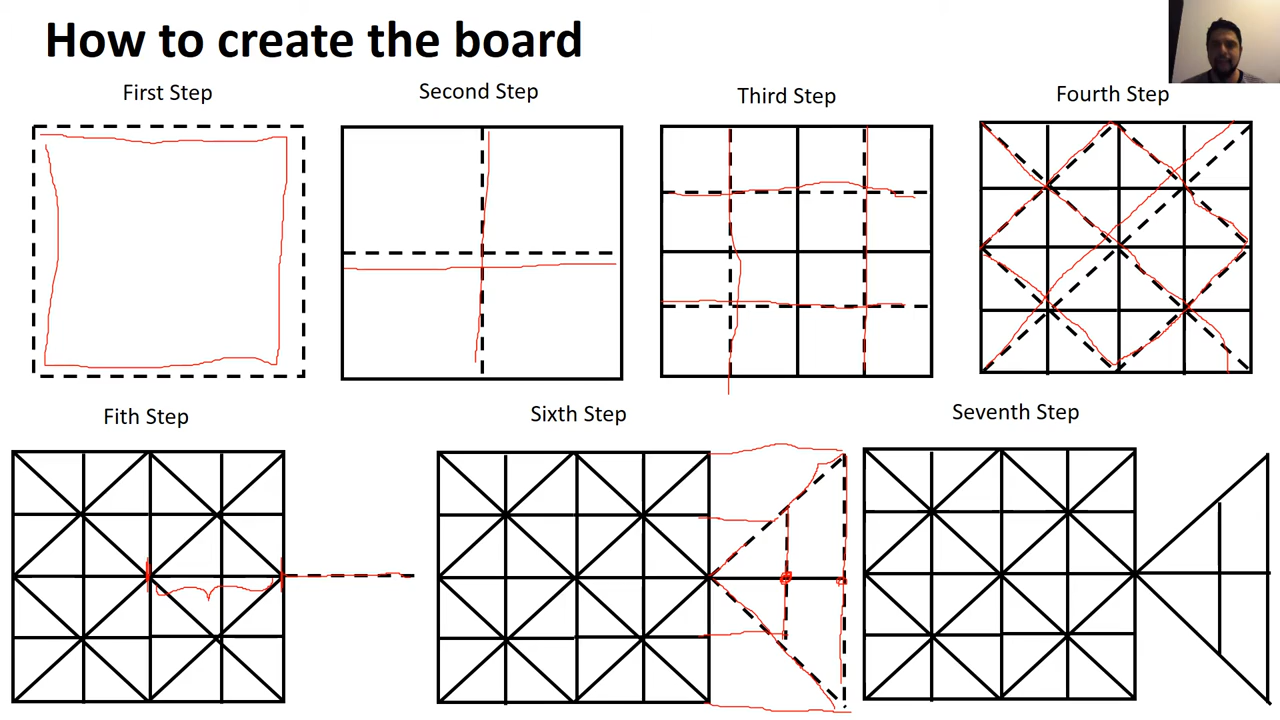 How to create the board
First Step
Second Step
Third Step
Fourth Step
Fith Step
Sixth Step
Seventh Step